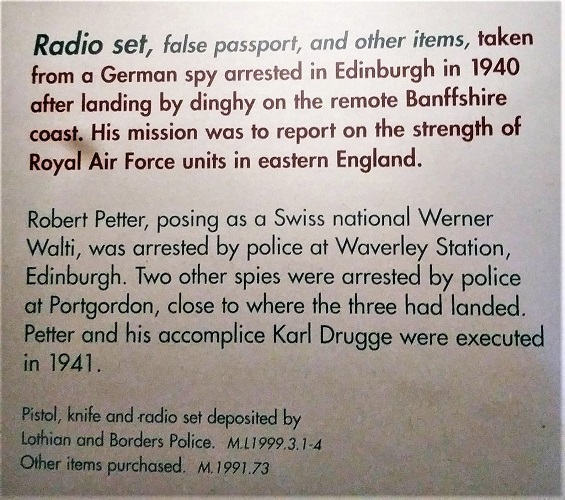 Radio set, false passport, and other items, taken
from a German spy arrested in Edinburgh in 1940
after landing by dinghy on the remote Banffshire
coast. His mission was to report on the strength of
Royal Air Force units in eastern England.
Robert Petter, posing as a Swiss national Werner
Walti, was arrested by police at Waverley Station,
Edinburgh. Two other spies were arrested by police
at Portgordon, close to where the three had landed.
Petter and his accomplice Karl Drugge were executed
in 1941.
Pistol, knife and radio set deposited by
Lothian and Borders Police. M.L1999.3.1-4
Other items purchased. M.1991.73